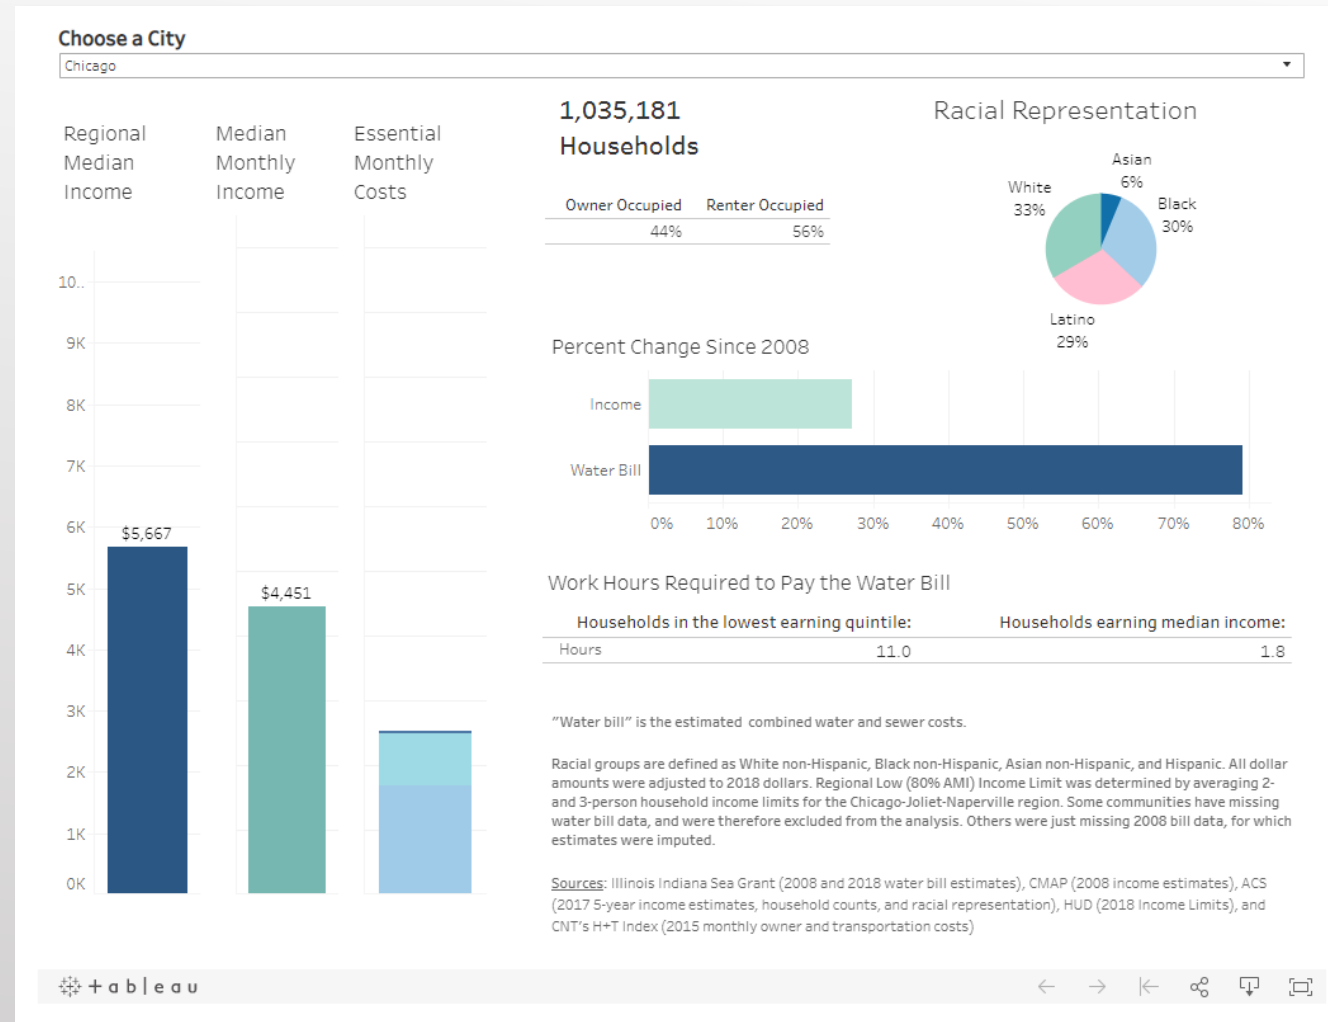 Choose a City
Chicago
Regional
Median
Income
Median
Monthly
Income
Essential
Monthly
Costs
10..
9K
8K
7K
6K
5K
4K
3K
2K
1K
0K
$5,667
$4,451
1,035,181
Households
Owner Occupied Renter Occupied
44% 56%
Racial Representation
Asian
6%
White
33%
Black
30%
Latino
29%
Percent Change Since 2008
Income
Water Bill
0% 10% 20% 30% 40% 50% 60% 70% 80%
Work Hours Required to Pay the Water Bill
Households in the lowest earning quintile: Households earning median income:
Hours 11.0 1.8
"Water bill" is the estimated combined water and sewer costs.
Racial groups are defined as White non-Hispanic, Black non-Hispanic, Asian non-Hispanic, and Hispanic. All dollar
amounts were adjusted to 2018 dollars. Regional Low (80% AMI) Income Limit was determined by averaging 2-
and 3-person household income limits for the Chicago-Joliet-Naperville region. Some communities have missing
water bill data, and were therefore excluded from the analysis. Others were just missing 2008 bill data, for which
estimates were imputed.
Sources: Illinois Indiana Sea Grant (2008 and 2018 water bill estimates), CMAP (2008 income estimates), ACS
(2017 5-year income estimates, household counts, and racial representation), HUD (2018 Income Limits), and
CNT's H+T Index (2015 monthly owner and transportation costs)
+ableau